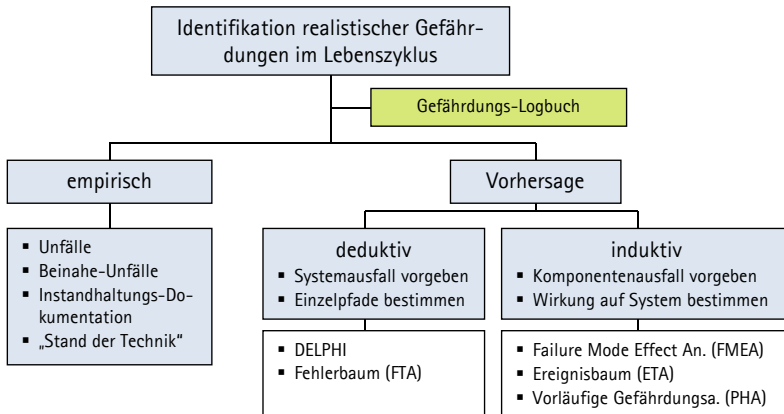 Identifikation realistischer Gefähr-
dungen im Lebenszyklus
Gefährdungs-Logbuch
empirisch
▪ Unfälle
▪ Beinahe-Unfälle
▪ Instandhaltungs-Do-
kumentation
▪ „Stand der Technik“
Vorhersage
deduktiv
▪ Systemausfall vorgeben
▪ Einzelpfade bestimmen
▪ DELPHI
▪ Fehlerbaum (FTA)
induktiv
▪ Komponentenausfall vorgeben
▪ Wirkung auf System bestimmen
▪ Failure Mode Effect An. (FMEA)
▪ Ereignisbaum (ETA)
▪ Vorläufige Gefährdungsa. (PHA)